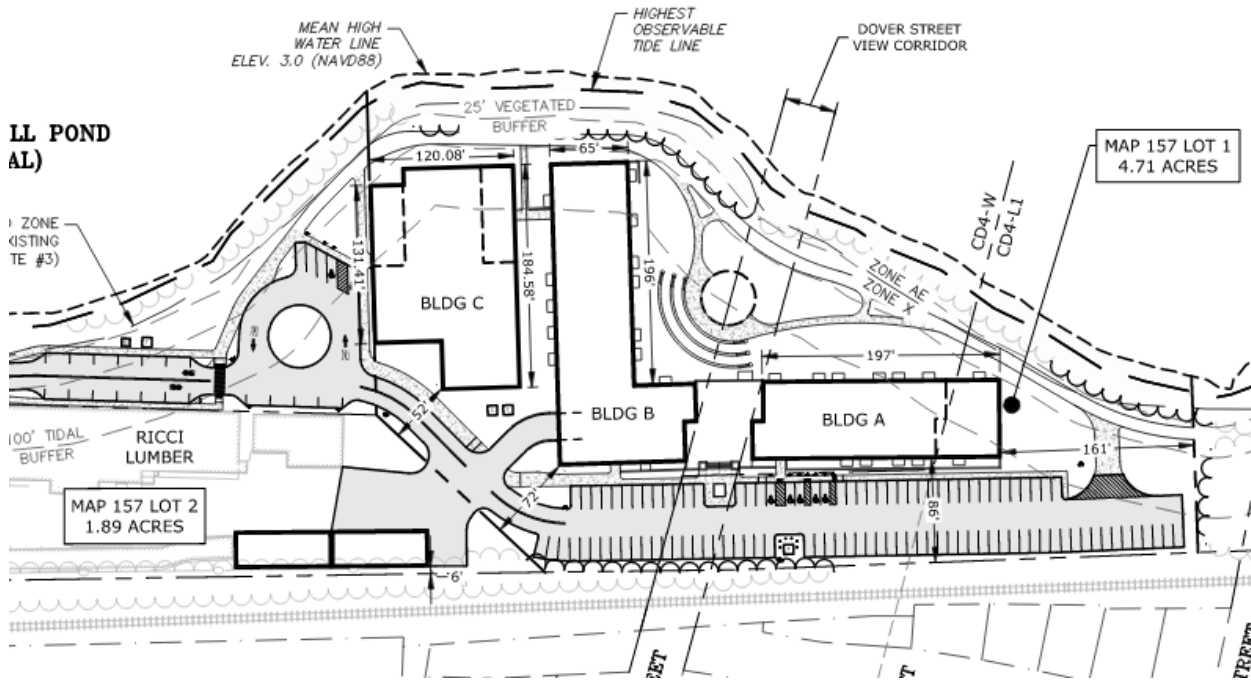 MEAN HIGH
WATER LINE
ELEV. 3.0 (NAVD88)
HIGHEST
OBSERVABLE
TIDE LINE
DOVER STREET
VIEW CORRIDOR
LL POND
AL)
25' VEGETATED
BUFFER
MAP 157 LOT 1
4.71 ACRES
120.08'
65'
ZONE
XISTING
TE #3)
CD4-W
CD4-L1
131.41'
184.58'
196'
ZONE AE
ZONE X
BLDG C
197'
52'
BLDG B
BLDG A
100' TIDAL
BUFFER
RICCI
LUMBER
161'
MAP 157 LOT 2
1.89 ACRES
72'
86'
6'
EET
ET
STREET